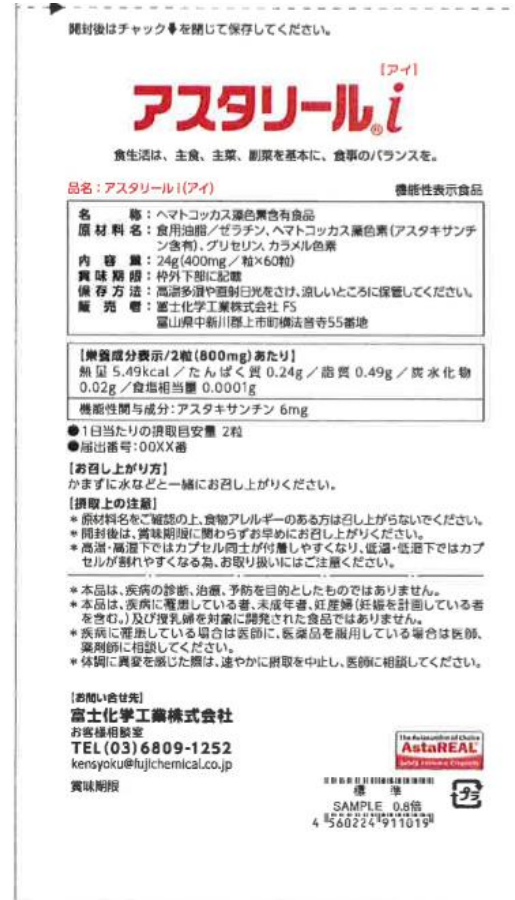 開封後はチャック⬇を閉じて保存してください。
[アイ]
アスタリール®i
食生活は、主食、主菜、副菜を基本に、食事のバランスを。
品名:アスタリールi(アイ) 機能性表示食品
名称:ヘマトコッカス藻色素含有食品
原材料名:食用油脂/ゼラチン、ヘマトコッカス藻色素(アスタキサンチ
ン含有)、グリセリン、カラメル色素
内容量:24g(400mg/粒×60粒)
賞味期限:枠外下部に記載
保存方法:高温多湿や直射日光をさけ、涼しいところに保管してください。
販売者:富士化学工業株式会社 FS
富山県中新川郡上市町横法音寺55番地
【栄養成分表示/2粒(800mg)あたり】
熱量 5.49kcal/たんぱく質 0.24g/脂質 0.49g/炭水化物
0.02g/食塩相当量 0.0001g
機能性関与成分:アスタキサンチン 6mg
●1日当たりの摂取目安量 2粒
●届出番号:00XX番
【お召し上がり方】
かまずに水などと一緒にお召し上がりください。
【摂取上の注意】
*原材料名をご確認の上、食物アレルギーのある方は召し上がらないでください。
*開封後は、賞味期限に関わらずお早めにお召し上がりください。
*高温・高湿下ではカプセル同士が付着しやすくなり、低温・低湿下ではカプ
セルが割れやすくなる為、お取り扱いにはご注意ください。
*本品は、疾病の診断、治療、予防を目的としたものではありません。
*本品は、疾病に罹患している者、未成年者、妊産婦(妊娠を計画している者
を含む。)及び授乳婦を対象に開発された食品ではありません。
*疾病に罹患している場合は医師に、医薬品を服用している場合は医師、
薬剤師に相談してください。
*体調に異変を感じた際は、速やかに摂取を中止し、医師に相談してください。
【お問い合せ先】
富士化学工業株式会社
お客様相談室
TEL(03)6809-1252
kensyoku@fujichemical.co.jp
賞味期限
The Astaxanthin of Choice
AstaREAL
標準
SAMPLE 0.8倍
4 560224 911019
プラ